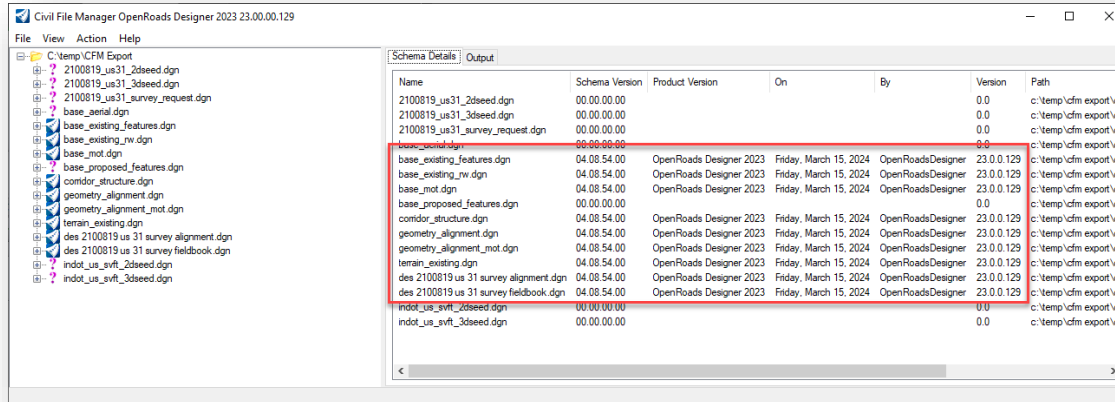 Civil File Manager OpenRoads Designer 2023 23.00.00.129
File View Action Help
C:\temp\CFM Export
2100819_us31_2dseed.dgn
2100819_us31_3dseed.dgn
2100819_us31_survey_request.dgn
base_aerial.dgn
base_existing_features.dgn
base_existing_rw.dgn
base_mot.dgn
base_proposed_features.dgn
corridor_structure.dgn
geometry_alignment.dgn
geometry_alignment_mot.dgn
terrain_existing.dgn
des 2100819 us 31 survey alignment.dgn
des 2100819 us 31 survey fieldbook.dgn
indot_us_svft_2dseed.dgn
indot_us_svft_3dseed.dgn
Schema Details Output
Name Schema Version Product Version On By Version Path
2100819_us31_2dseed.dgn 00.00.00.00 0.0 c:\temp\cfm export\
2100819_us31_3dseed.dgn 00.00.00.00 0.0 c:\temp\cfm export\
2100819_us31_survey_request.dgn 00.00.00.00 0.0 c:\temp\cfm export\
base_aerial.dgn 00.00.00.00 0.0 c:\temp\cfm export\
base_existing_features.dgn 04.08.54.00 OpenRoads Designer 2023 Friday, March 15, 2024 OpenRoadsDesigner 23.0.0.129 c:\temp\cfm export\
base_existing_rw.dgn 04.08.54.00 OpenRoads Designer 2023 Friday, March 15, 2024 OpenRoadsDesigner 23.0.0.129 c:\temp\cfm export\
base_mot.dgn 04.08.54.00 OpenRoads Designer 2023 Friday, March 15, 2024 OpenRoadsDesigner 23.0.0.129 c:\temp\cfm export\
base_proposed_features.dgn 00.00.00.00 0.0 c:\temp\cfm export\
corridor_structure.dgn 04.08.54.00 OpenRoads Designer 2023 Friday, March 15, 2024 OpenRoadsDesigner 23.0.0.129 c:\temp\cfm export\
geometry_alignment.dgn 04.08.54.00 OpenRoads Designer 2023 Friday, March 15, 2024 OpenRoadsDesigner 23.0.0.129 c:\temp\cfm export\
geometry_alignment_mot.dgn 04.08.54.00 OpenRoads Designer 2023 Friday, March 15, 2024 OpenRoadsDesigner 23.0.0.129 c:\temp\cfm export\
terrain_existing.dgn 04.08.54.00 OpenRoads Designer 2023 Friday, March 15, 2024 OpenRoadsDesigner 23.0.0.129 c:\temp\cfm export\
des 2100819 us 31 survey alignment.dgn 04.08.54.00 OpenRoads Designer 2023 Friday, March 15, 2024 OpenRoadsDesigner 23.0.0.129 c:\temp\cfm export\
des 2100819 us 31 survey fieldbook.dgn 04.08.54.00 OpenRoads Designer 2023 Friday, March 15, 2024 OpenRoadsDesigner 23.0.0.129 c:\temp\cfm export\
indot_us_svft_2dseed.dgn 00.00.00.00 0.0 c:\temp\cfm export\
indot_us_svft_3dseed.dgn 00.00.00.00 0.0 c:\temp\cfm export\